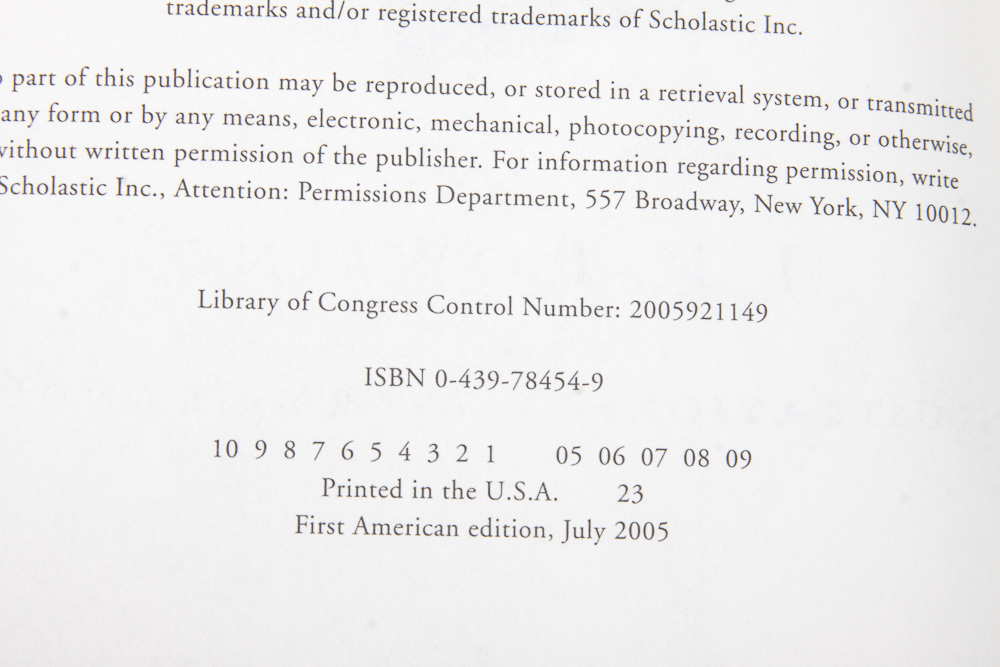 trademarks and/or registered trademarks of Scholastic Inc.
part of this publication may be reproduced, or stored in a retrieval system, or transmitted
any form or by any means, electronic, mechanical, photocopying, recording, or otherwise,
without written permission of the publisher. For information regarding permission, write
Scholastic Inc., Attention: Permissions Department, 557 Broadway, New York, NY 10012.
Library of Congress Control Number: 2005921149
ISBN 0-439-78454-9
10 9 8 7 6 5 4 3 2 1 05 06 07 08 09
Printed in the U.S.A. 23
First American edition, July 2005